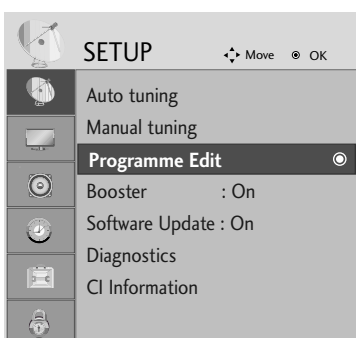 SETUP Move OK
Auto tuning
Manual tuning
Programme Edit
Booster : On
Software Update : On
Diagnostics
CI Information